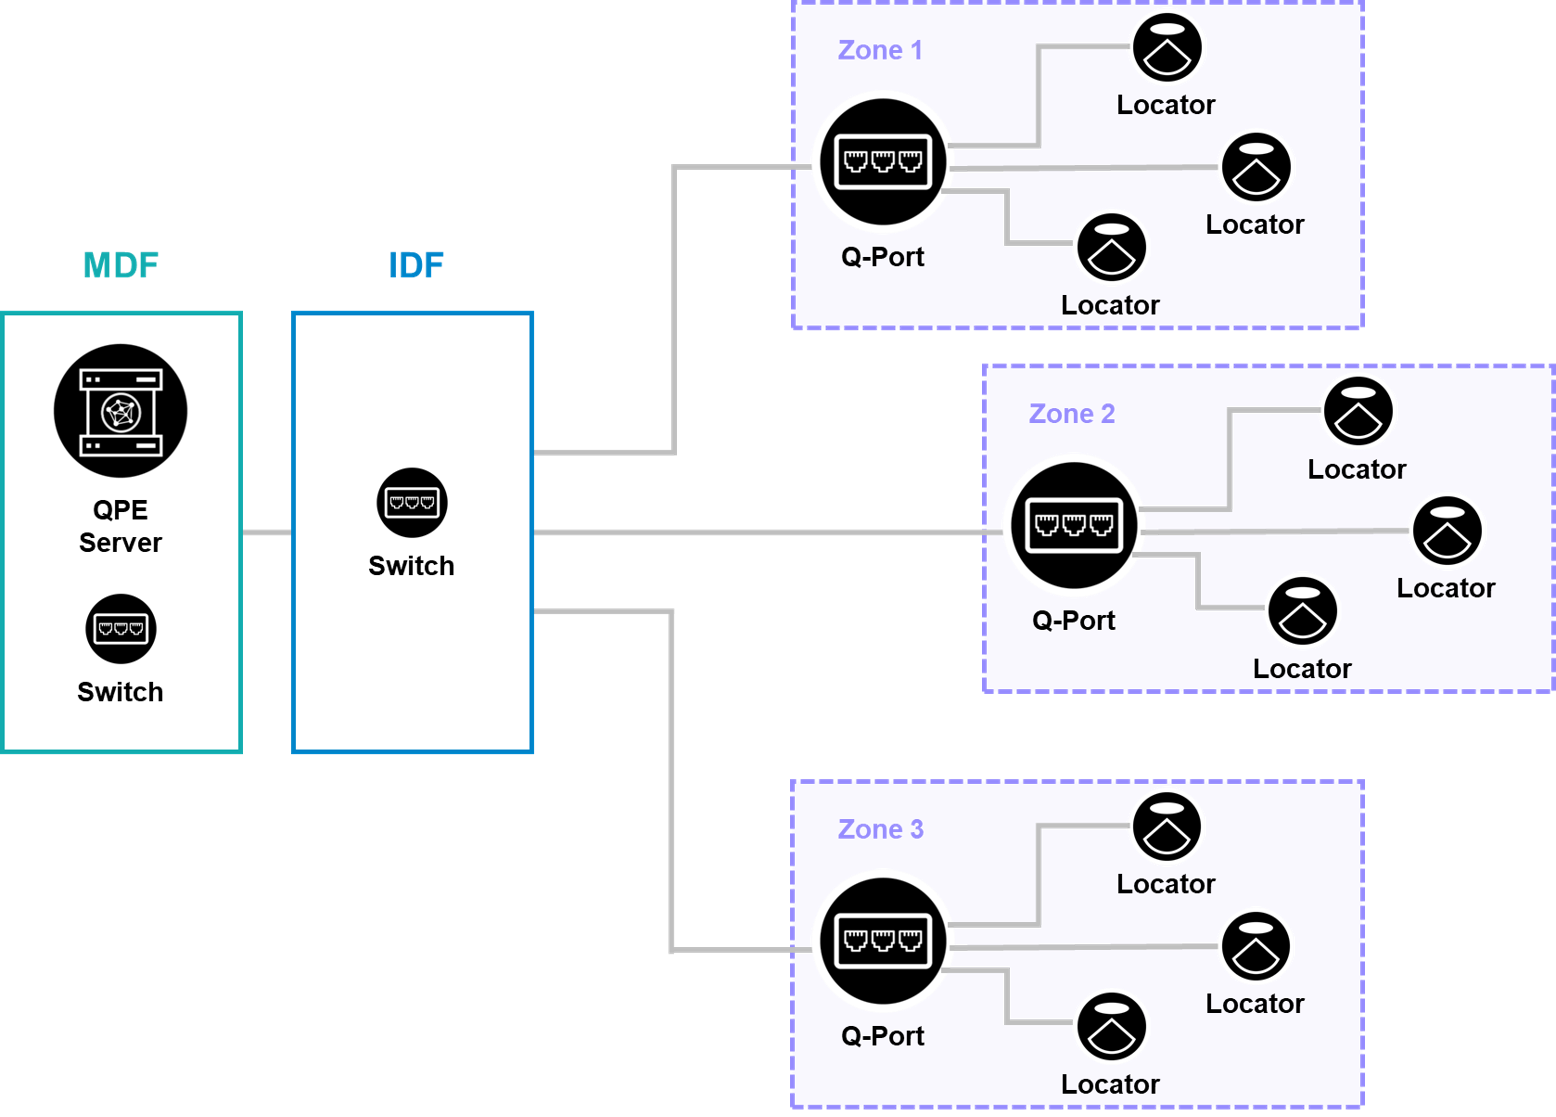 MDF
QPE
Server
Switch
IDF
Switch
Zone 1
Q-Port
Locator
Locator
Locator
Zone 2
Q-Port
Locator
Locator
Locator
Zone 3
Q-Port
Locator
Locator
Locator